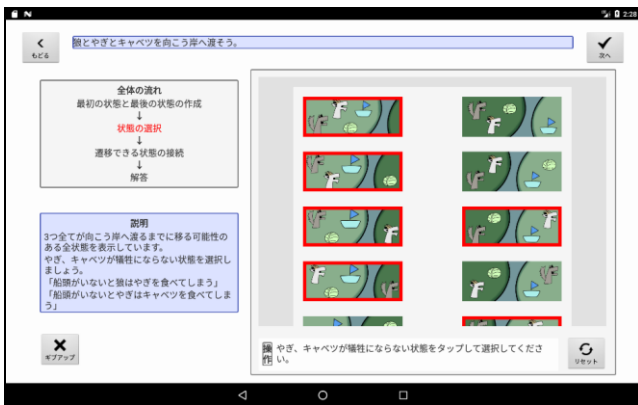 2:28
狼とやぎとキャベツを向こう岸へ渡そう。
もどる
次へ
全体の流れ
最初の状態と最後の状態の作成
↓
状態の選択
↓
遷移できる状態の接続
↓
解答
説明
3つ全てが向こう岸へ渡るまでに移る可能性の
ある全状態を表示しています。
やぎ、キャベツが犠牲にならない状態を選択し
ましょう。
「船頭がいないと狼はやぎを食べてしまう」
「船頭がいないとやぎはキャベツを食べてしま
う」
ギブアップ
操作
やぎ、キャベツが犠牲にならない状態をタップして選択してくださ
い。
リセット